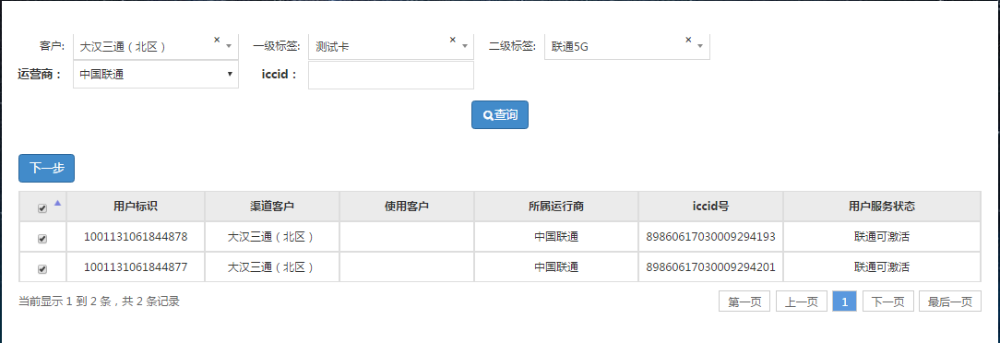 客户: 大汉三通（北区） × 一级标签: 测试卡 × 二级标签: 联通5G ×
运营商： 中国联通 iccid：
查询
下一步
用户标识 渠道客户 使用客户 所属运行商 iccid号 用户服务状态
1001131061844878 大汉三通（北区） 中国联通 89860617030009294193 联通可激活
1001131061844877 大汉三通（北区） 中国联通 89860617030009294201 联通可激活
当前显示 1 到 2 条，共 2 条记录 第一页 上一页 1 下一页 最后一页